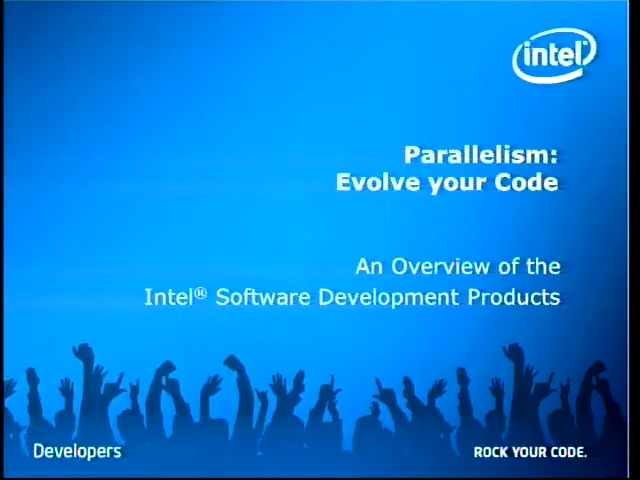 intel
Parallelism:
Evolve your Code
An Overview of the
Intel® Software Development Products
Developers
ROCK YOUR CODE.